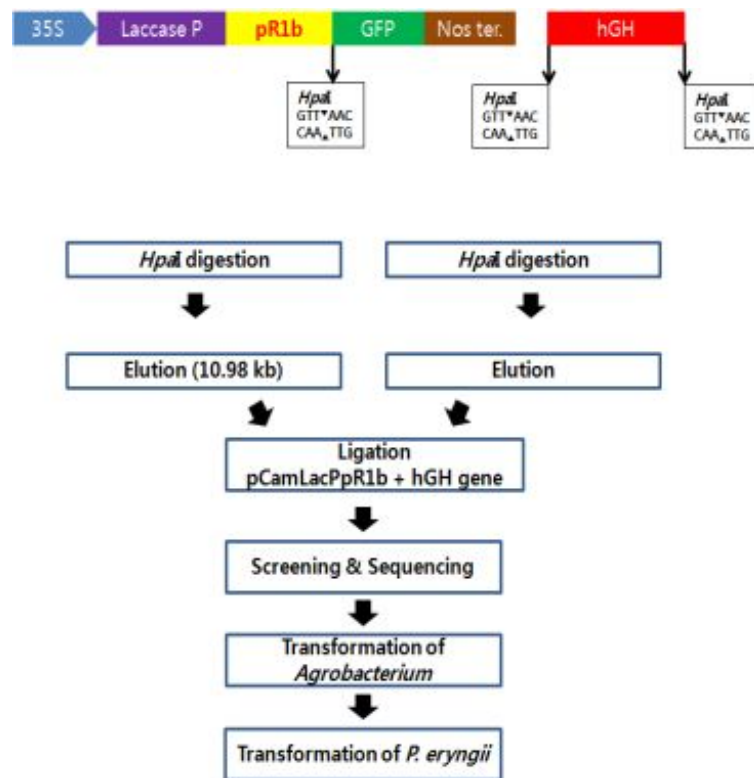 35S Laccase P pR1b GFP Nos ter. hGH
HpaI
GTT▼AAC
CAA▲TTG
HpaI
GTT▼AAC
CAA▲TTG
HpaI
GTT▼AAC
CAA▲TTG
HpaI digestion
HpaI digestion
Elution (10.98 kb)
Elution
Ligation
pCamLacPpR1b + hGH gene
Screening & Sequencing
Transformation of
Agrobacterium
Transformation of P. eryngii